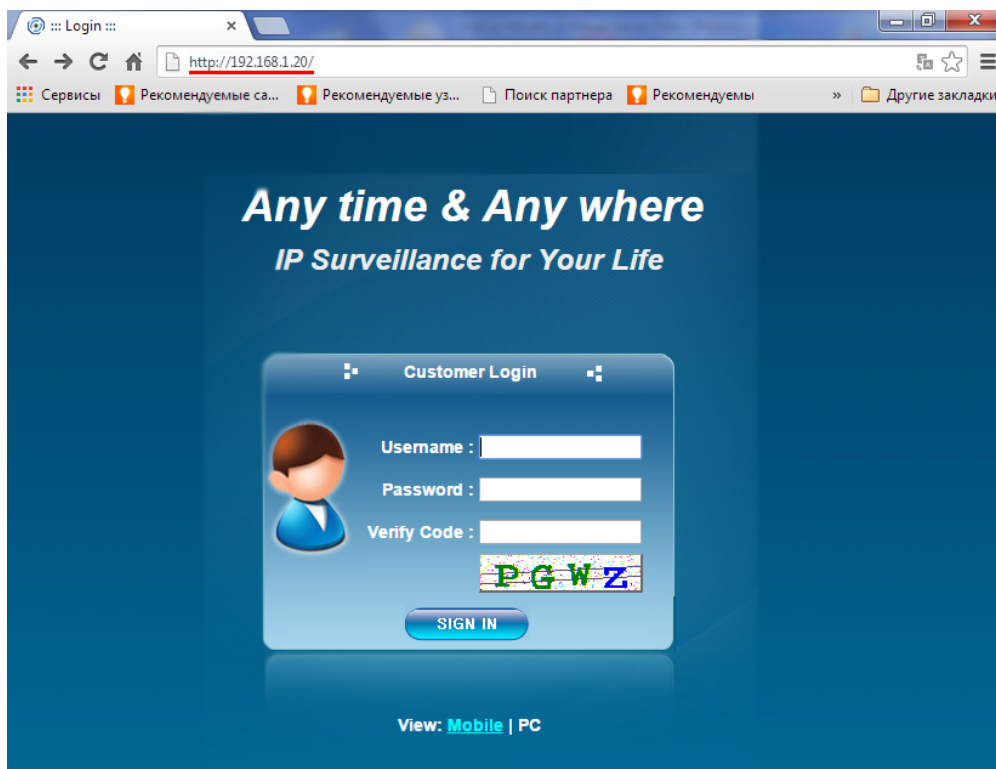 ::: Login :::
http://192.168.1.20/
Сервисы Рекомендуемые са... Рекомендуемые уз... Поиск партнера Рекомендуемы » Другие закладки
Any time & Any where
IP Surveillance for Your Life
Customer Login
Username :
Password :
Verify Code :
PGWZ
SIGN IN
View: Mobile | PC